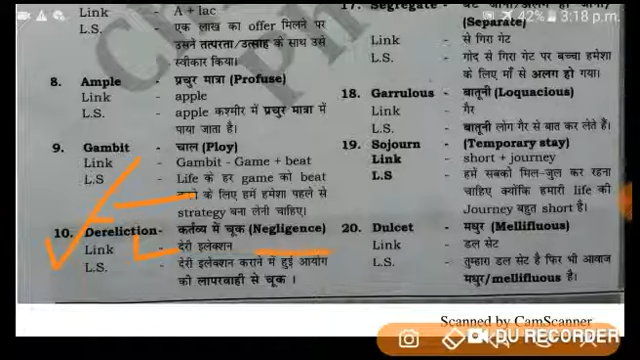 42% 3:18 p.m.
Link - A + lac
L.S. - एक लाख का offer मिलने पर
उसने तत्परता/उत्साह के साथ उसे
स्वीकार किया।
8. Ample - प्रचुर मात्रा (Profuse)
Link - apple
L.S. - apple कश्मीर में प्रचुर मात्रा में
पाया जाता है।
9. Gambit - चाल (Ploy)
Link - Gambit - Game + beat
L.S - Life के हर game को beat
के लिए हमें हमेशा पहले से
strategy बना लेनी चाहिए।
10. Dereliction- कर्तव्य में चूक (Negligence)
Link - देरी इलेक्शन
L.S. - देरी इलेक्शन कराने में हुई आयोग
की लापरवाही से चूक ।
17. Segregate
(Separate)
Link - से गिरा गेट
L.S. - गोद से गिरा गेट पर बच्चा हमेशा
के लिए माँ से अलग हो गया।
18. Garrulous - बातूनी (Loquacious)
Link - गैर
L.S. - बातूनी लोग गैर से बात कर लेते हैं।
19. Sojourn - (Temporary stay)
Link - short + journey
L.S - हमें सबको मिल-जुल कर रहना
चाहिए क्योंकि हमारी life की
Journey बहुत short है।
20. Dulcet - मधुर (Mellifluous)
Link - डल सेट
L.S. - तुम्हारा डल सेट है फिर भी आवाज
मधुर/mellifluous है।
Scanned by CamScanner
DU RECORDER